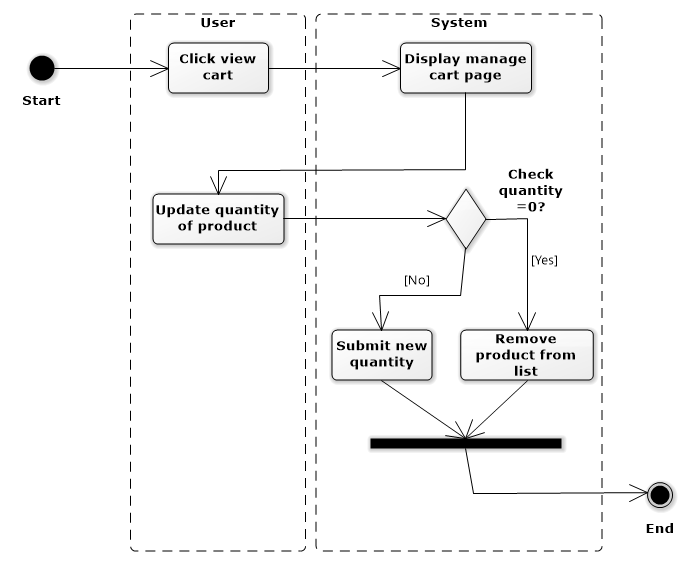 User
System
Click view
cart
Display manage
cart page
Start
Check
quantity
=0?
Update quantity
of product
[Yes]
[No]
Submit new
quantity
Remove
product from
list
End